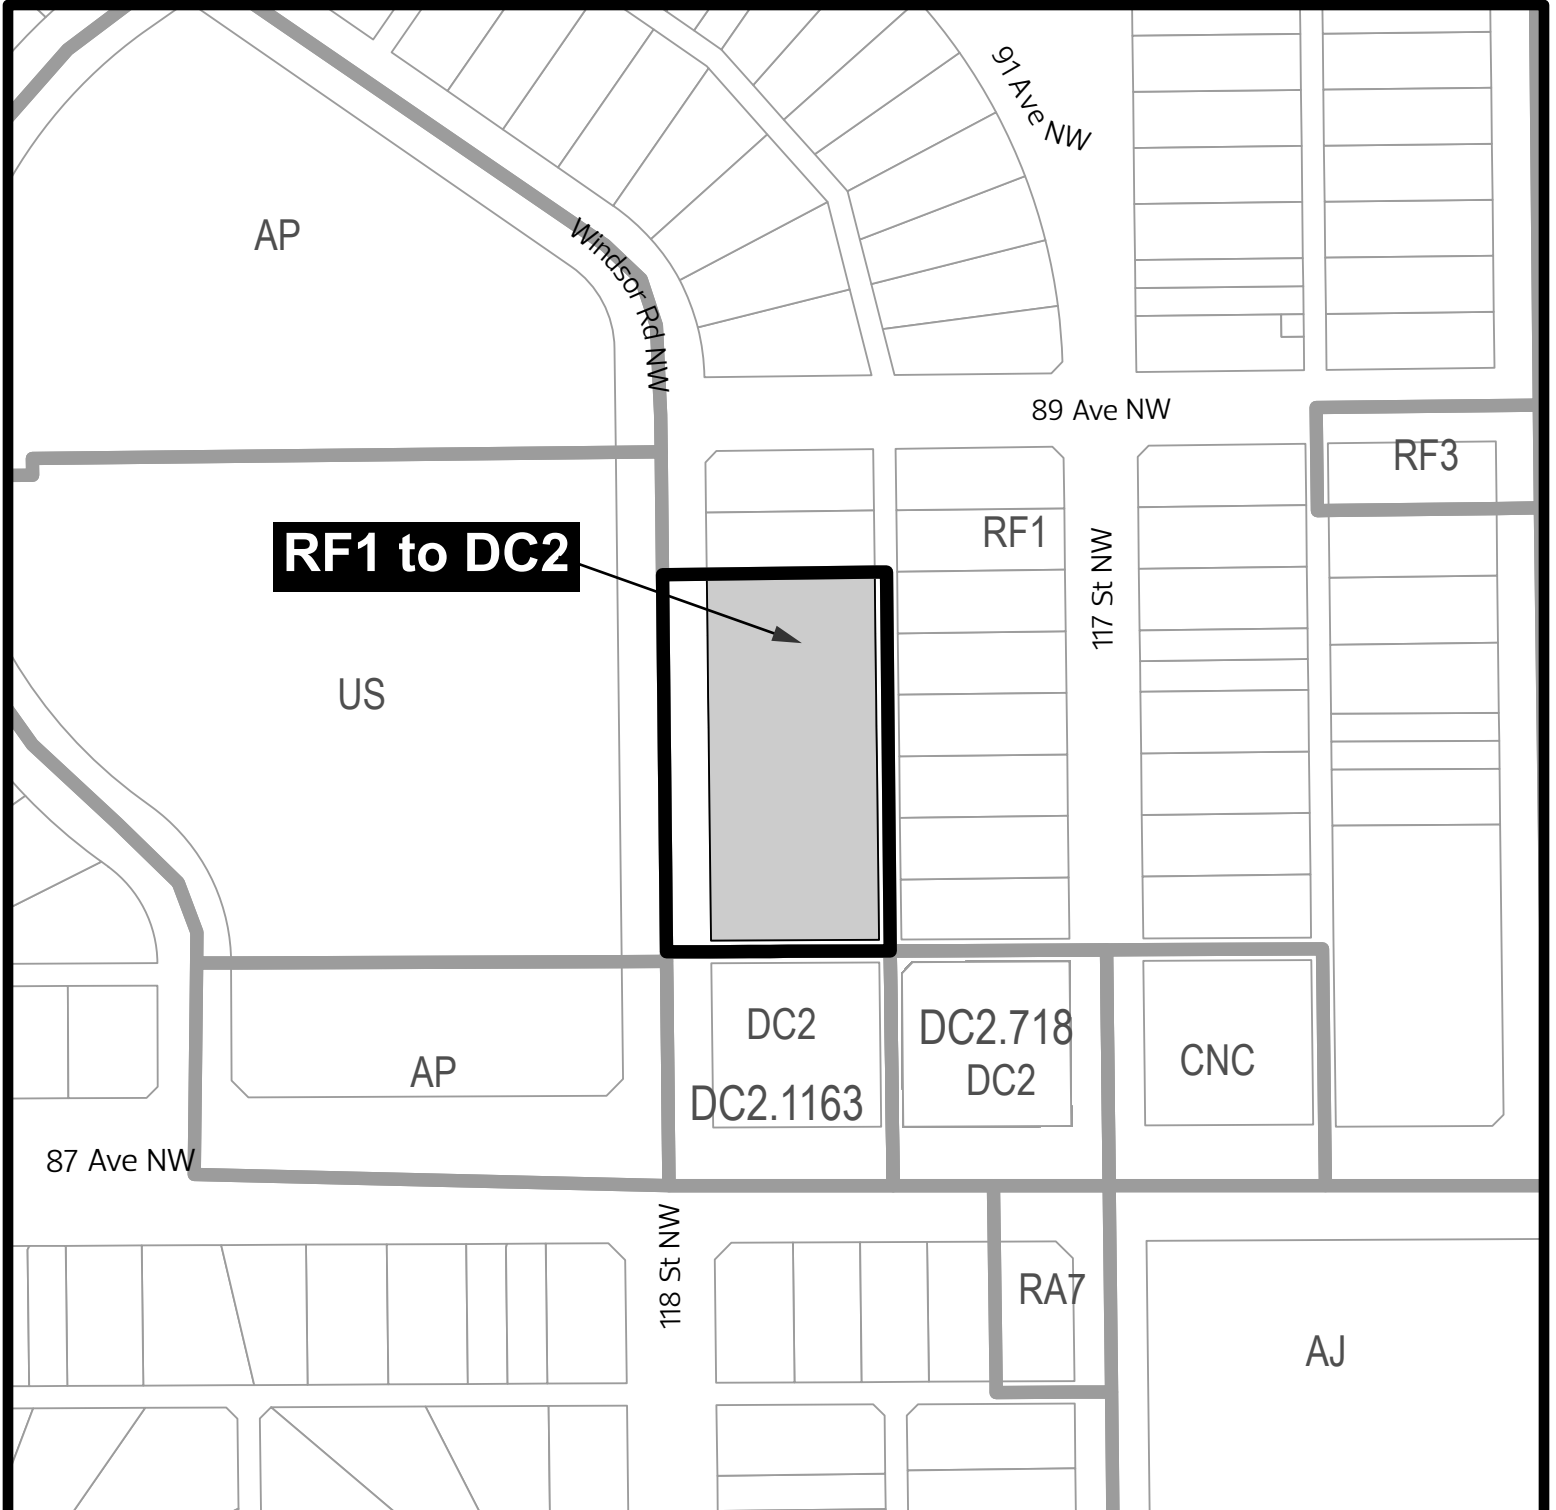 91 Ave NW
AP
Windsor Rd NW
89 Ave NW
RF3
RF1
RF1 to DC2
117 St NW
US
DC2
DC2.718
CNC
AP
DC2
DC2.1163
87 Ave NW
118 St NW
RA7
AJ